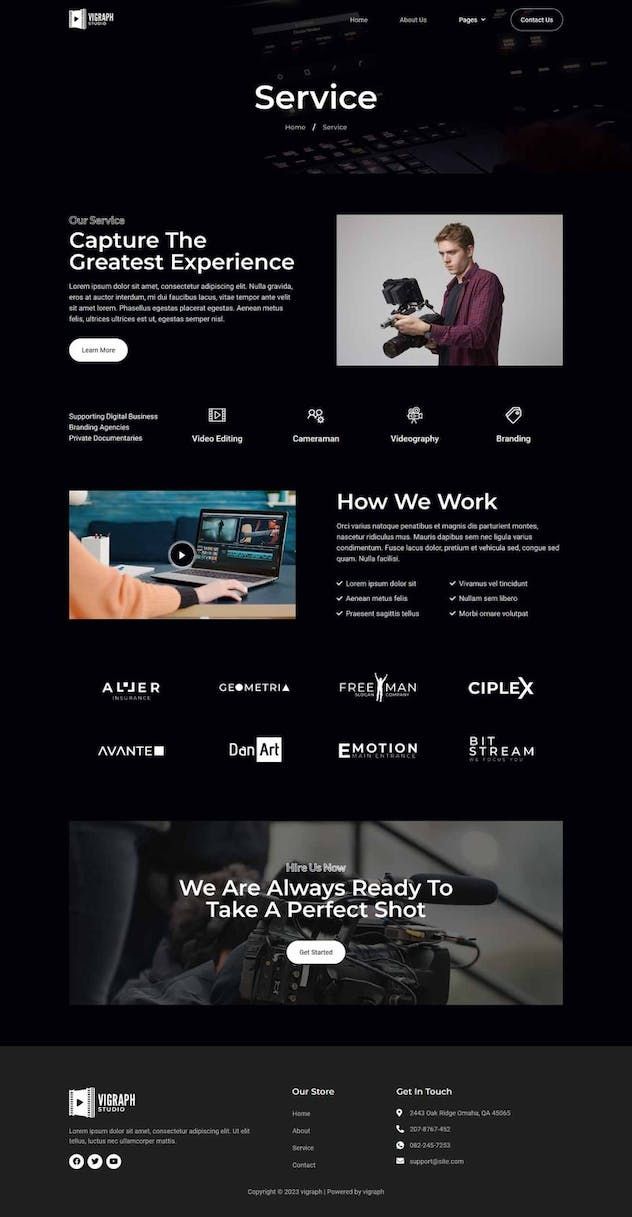 VIGRAPH
STUDIO
Home
About Us
Pages
Contact Us
Service
Home / Service
Our Service
Capture The
Greatest Experience
Lorem ipsum dolor sit amet, consectetur adipiscing elit. Nulla gravida,
eros at auctor interdum, mi dui faucibus lacus, vitae tempor ante velit
sit amet lorem. Phasellus egestas placerat egestas. Aenean metus
felis, ultrices ultrices est ut, egestas semper nisl.
Learn More
Supporting Digital Business
Branding Agencies
Private Documentaries
Video Editing
Cameraman
Videography
Branding
How We Work
Orci varius natoque penatibus et magnis dis parturient montes,
nascetur ridiculus mus. Mauris dapibus sem nec ligula varius
condimentum. Fusce lacus dolor, pretium et vehicula sed, congue sed
quam. Nulla facilisi.
Lorem ipsum dolor sit
Vivamus vel tincidunt
Aenean metus felis
Nullam sem libero
Praesent sagittis tellus
Morbi ornare volutpat
INSURANCE
GEOMETRIA
FREE MAN
SLOGAN COMPANY
CIPLEX
AVANTE
DanArt
EMOTION
MAIN ENTRANCE
BIT
STREAM
WE FOCUS YOU
Hire Us Now
We Are Always Ready To
Take A Perfect Shot
Get Started
VIGRAPH
STUDIO
Lorem ipsum dolor sit amet, consectetur adipiscing elit. Ut elit
tellus, luctus nec ullamcorper mattis.
Our Store
Home
About
Service
Contact
Get In Touch
2443 Oak Ridge Omaha, QA 45065
207-8767-452
082-245-7253
support@site.com
Copyright © 2023 vigraph | Powered by vigraph